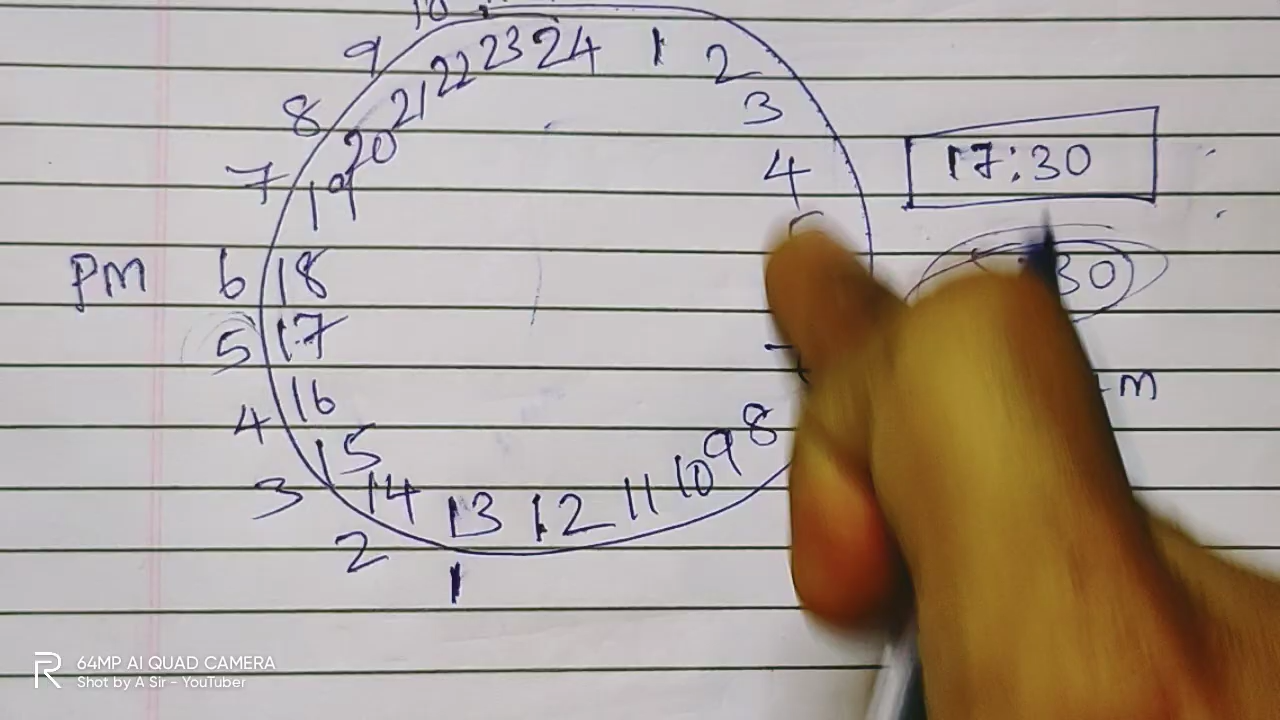 10
9 22 23 24 1 2
8 21 3
7 20 4 17:30
19
PM 6 18 30
5 17
4 16 m
3 15 8
14 13 12 11 10 9
2
1
64MP AI QUAD CAMERA
Shot by A Sir - YouTuber